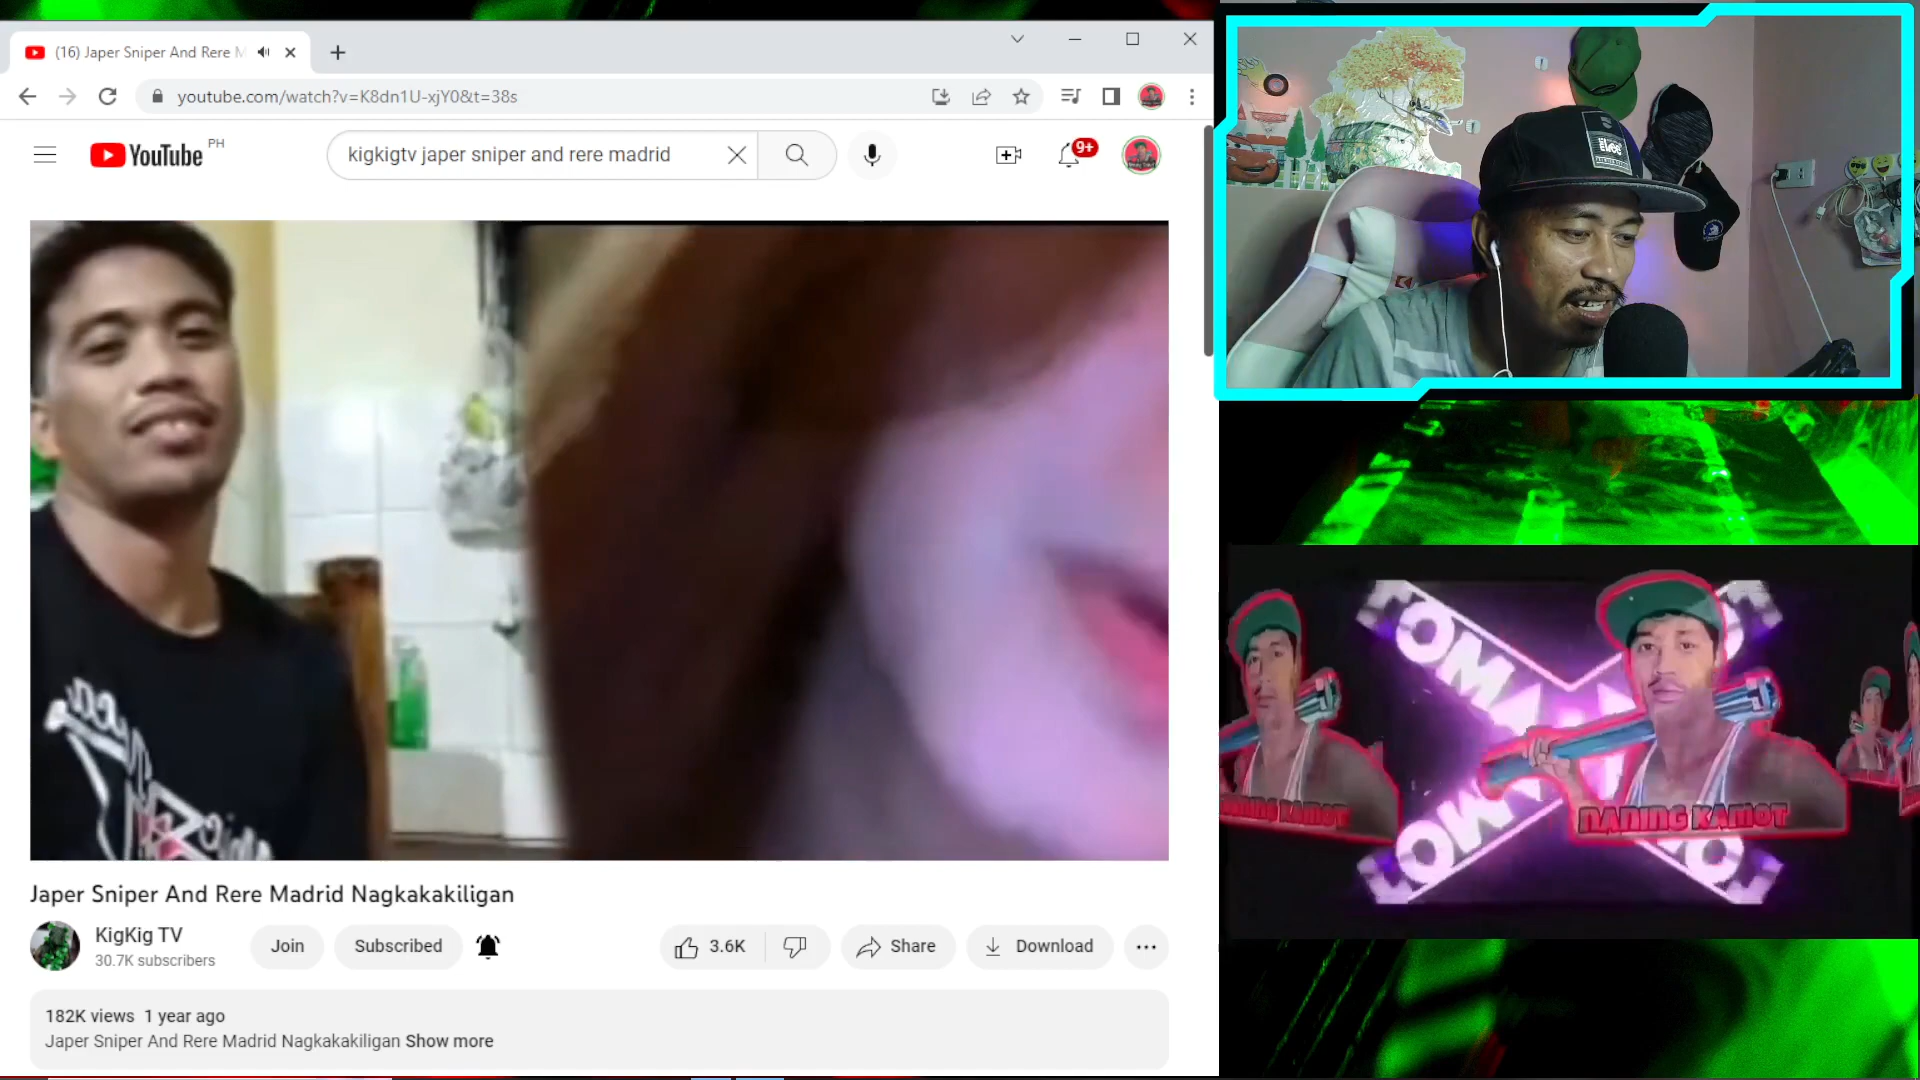 (16) Japer Sniper And Rere M
youtube.com/watch?v=K8dn1U-xjY0&t=38s
YouTube PH
kigkigtv japer sniper and rere madrid
9+
Japer Sniper And Rere Madrid Nagkakakiligan
KigKig TV
30.7K subscribers
Join
Subscribed
3.6K
Share
Download
182K views 1 year ago
Japer Sniper And Rere Madrid Nagkakakiligan Show more
NANING KAMOT